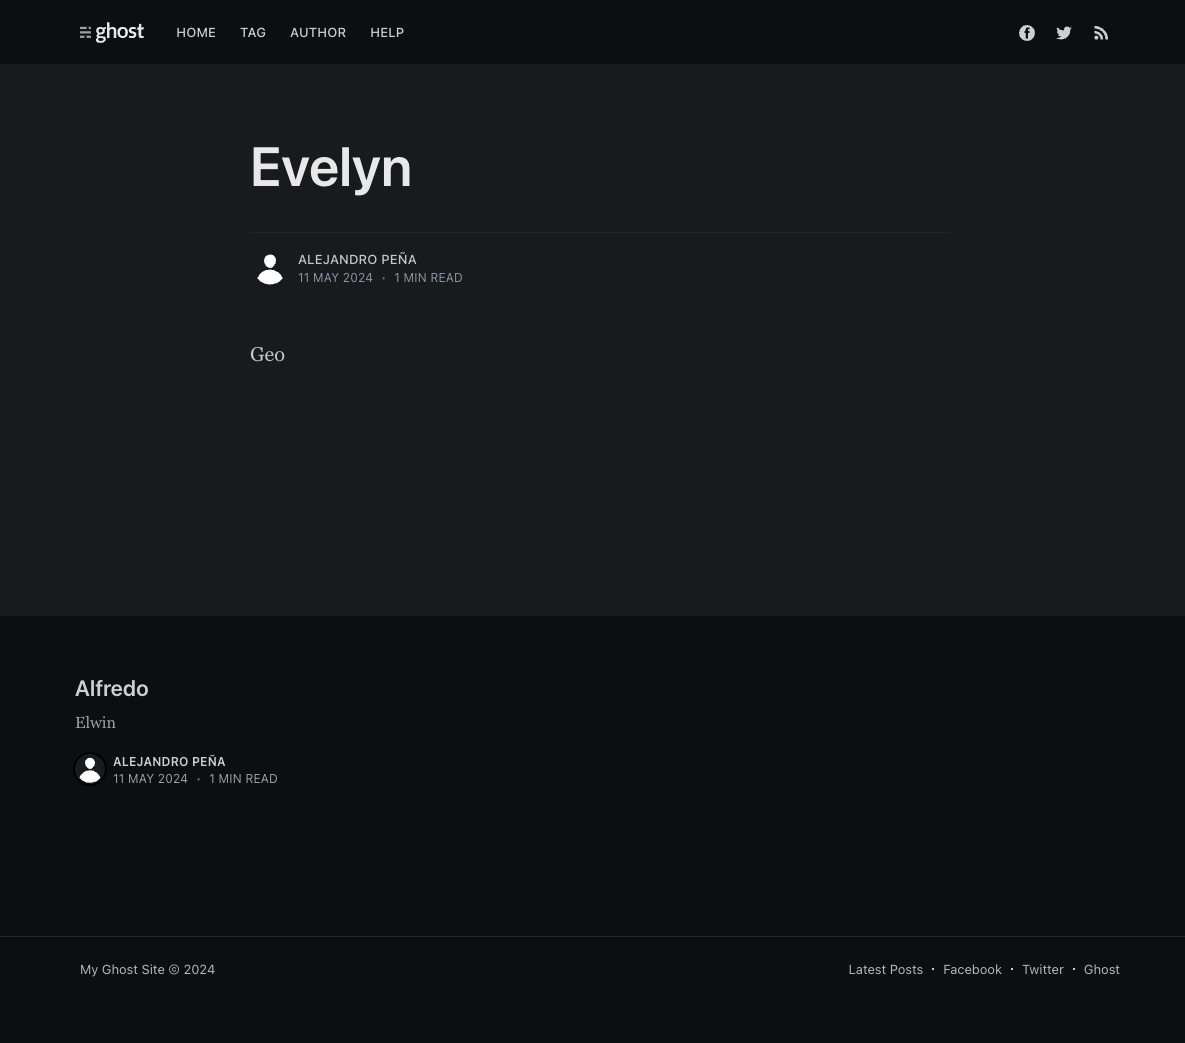 ghost HOME TAG AUTHOR HELP
Evelyn
ALEJANDRO PEÑA
11 MAY 2024 • 1 MIN READ
Geo
Alfredo
Elwin
ALEJANDRO PEÑA
11 MAY 2024 • 1 MIN READ
My Ghost Site © 2024
Latest Posts • Facebook • Twitter • Ghost